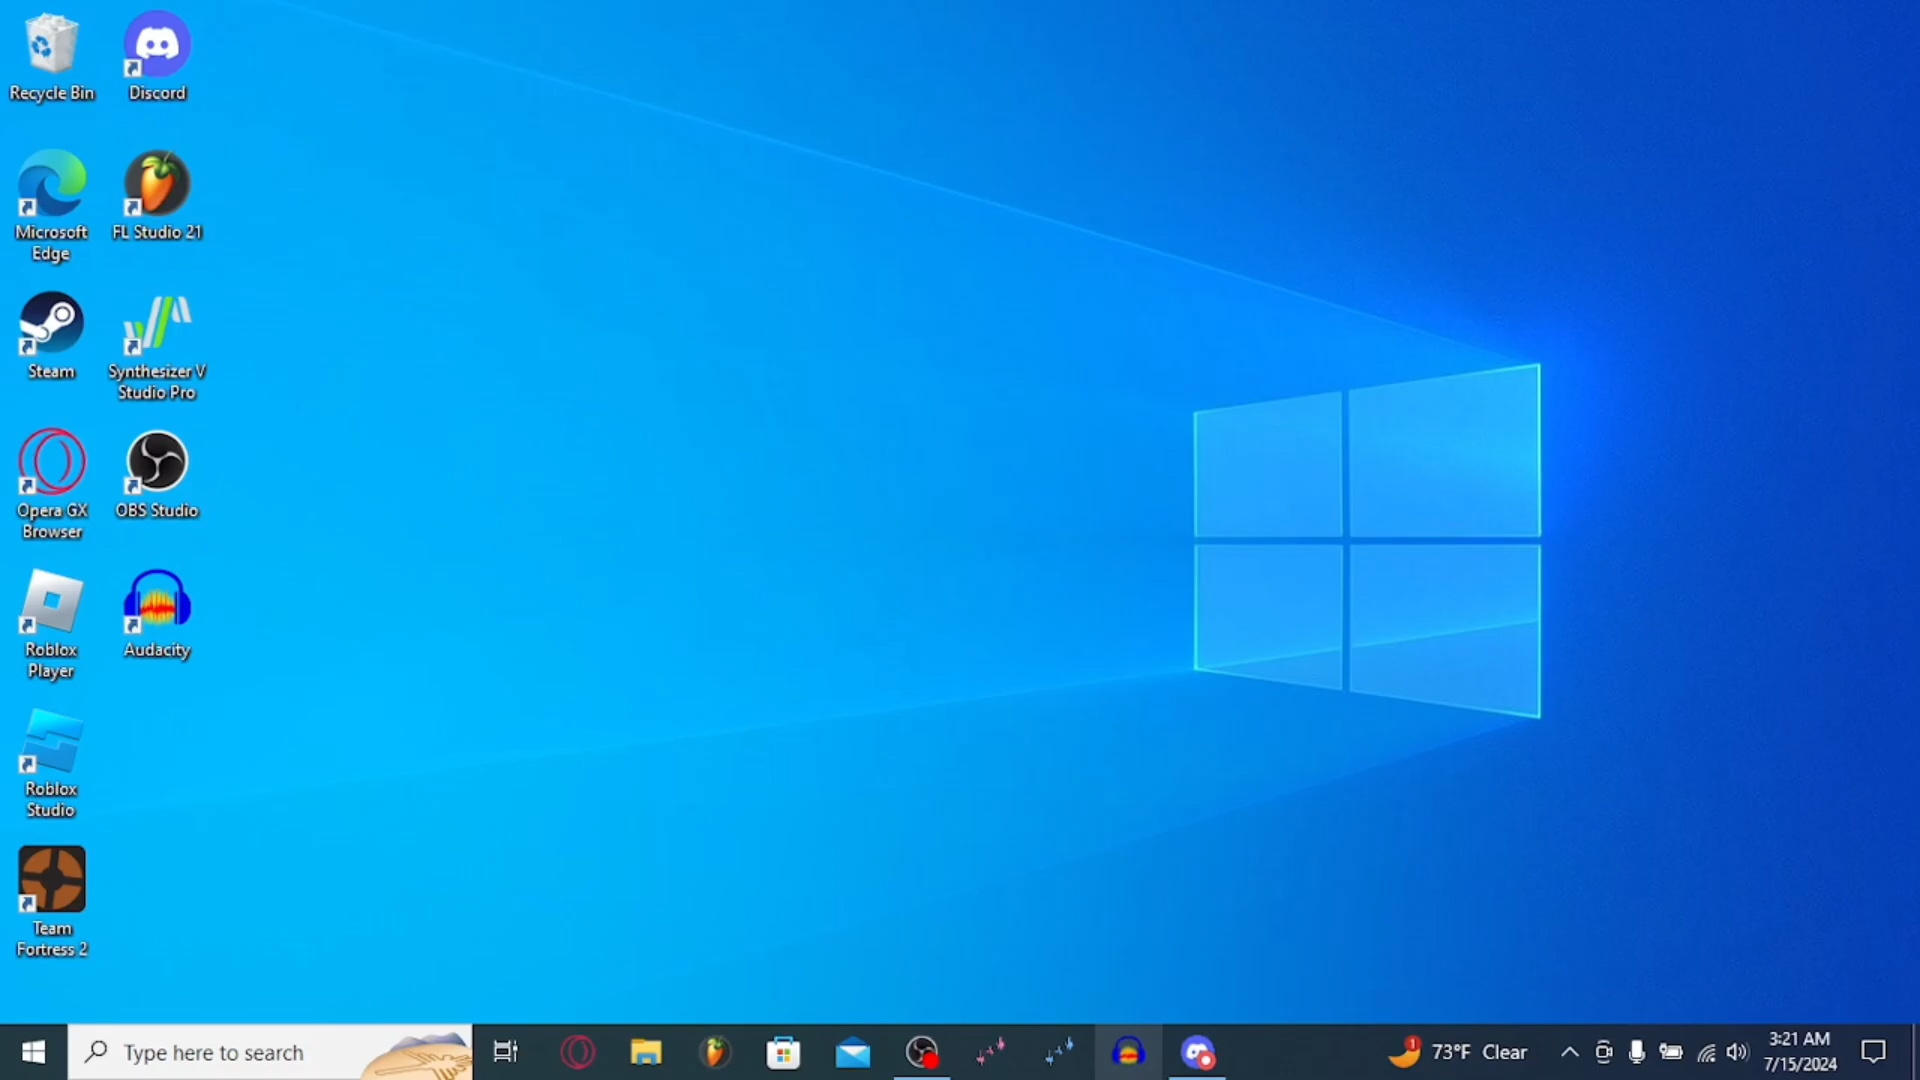 Recycle Bin
Discord
Microsoft
Edge
FL Studio 21
Steam
Synthesizer V
Studio Pro
Opera GX
Browser
OBS Studio
Roblox
Player
Audacity
Roblox
Studio
Team
Fortress 2
Type here to search
1
73°F Clear
3:21 AM
7/15/2024